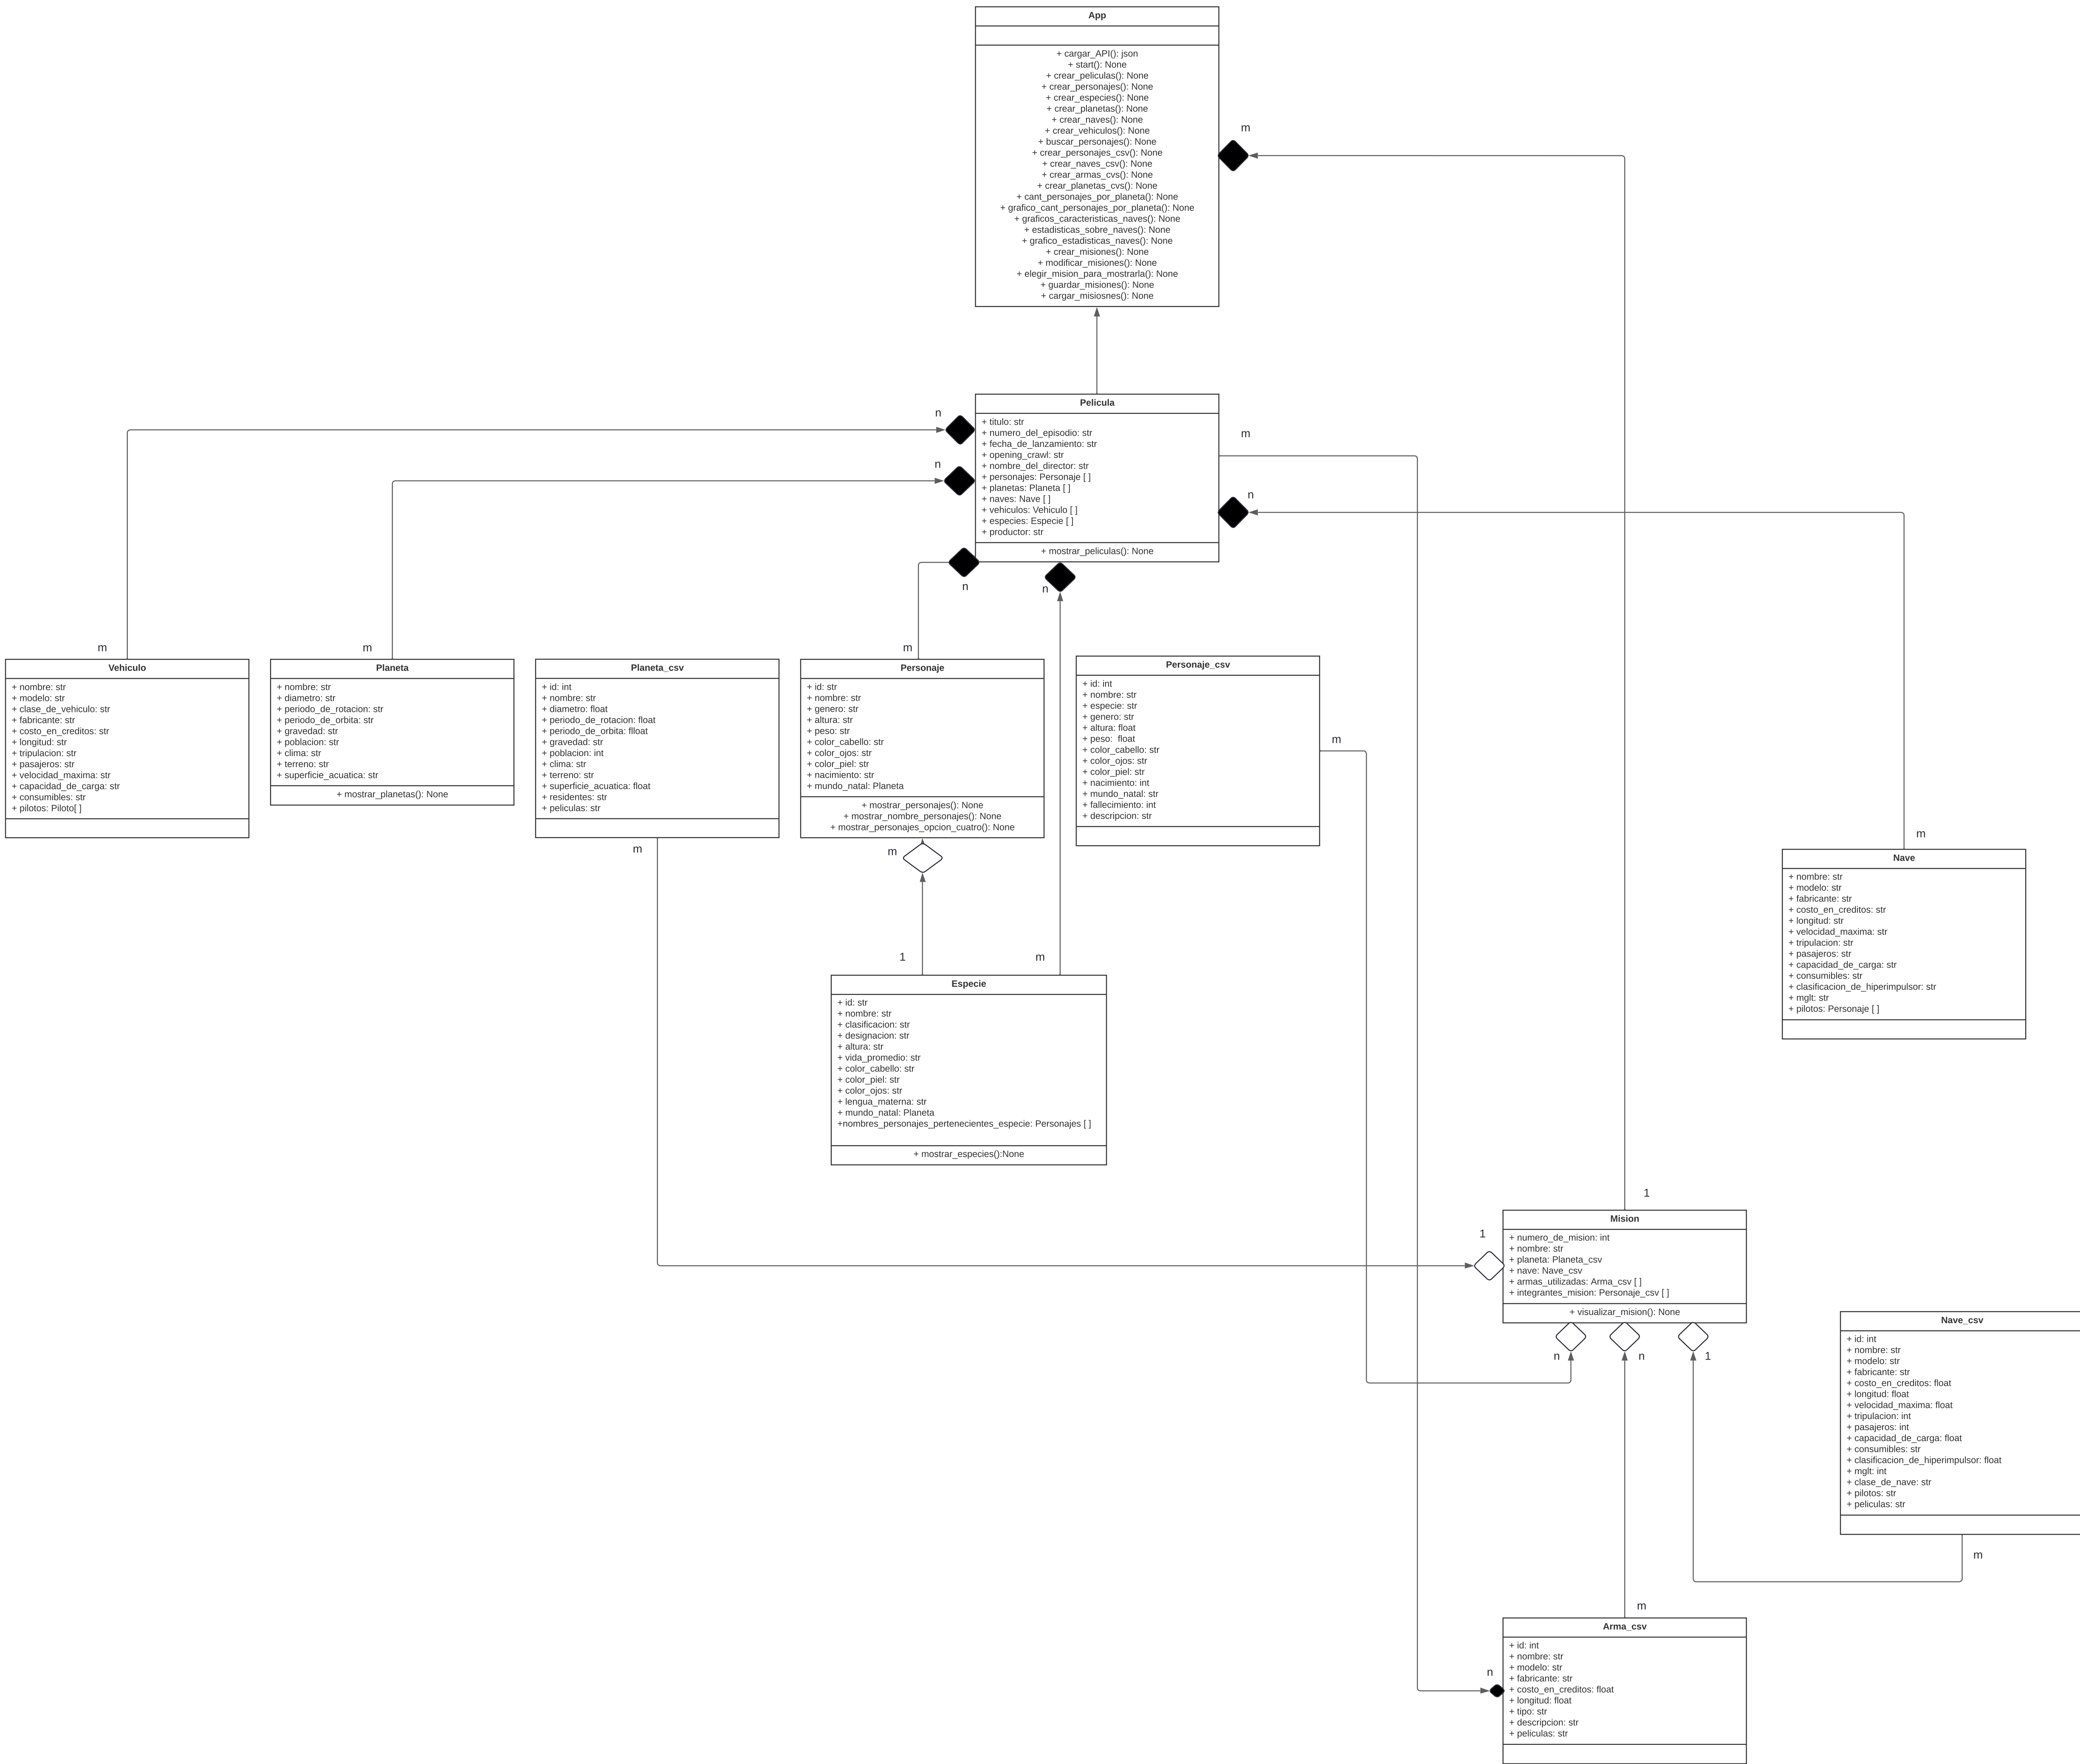 App
+ cargar_API(): json
+ start(): None
+ crear_peliculas(): None
+ crear_personajes(): None
+ crear_especies(): None
+ crear_planetas(): None
+ crear_naves(): None
+ crear_vehiculos(): None
+ buscar_personajes(): None
+ crear_personajes_csv(): None
+ crear_naves_csv(): None
+ crear_armas_cvs(): None
+ crear_planetas_cvs(): None
+ cant_personajes_por_planeta(): None
+ grafico_cant_personajes_por_planeta(): None
+ graficos_caracteristicas_naves(): None
+ estadisticas_sobre_naves(): None
+ grafico_estadisticas_naves(): None
+ crear_misiones(): None
+ modificar_misiones(): None
+ elegir_mision_para_mostrarla(): None
+ guardar_misiones(): None
+ cargar_misiosnes(): None
m
Pelicula
+ titulo: str
+ numero_del_episodio: str
+ fecha_de_lanzamiento: str
+ opening_crawl: str
+ nombre_del_director: str
+ personajes: Personaje [ ]
+ planetas: Planeta [ ]
+ naves: Nave [ ]
+ vehiculos: Vehiculo [ ]
+ especies: Especie [ ]
+ productor: str
+ mostrar_peliculas(): None
n
n
n
n
m
n
m
Vehiculo
+ nombre: str
+ modelo: str
+ clase_de_vehiculo: str
+ fabricante: str
+ costo_en_creditos: str
+ longitud: str
+ tripulacion: str
+ pasajeros: str
+ velocidad_maxima: str
+ capacidad_de_carga: str
+ consumibles: str
+ pilotos: Piloto[ ]
m
Planeta
+ nombre: str
+ diametro: str
+ periodo_de_rotacion: str
+ periodo_de_orbita: str
+ gravedad: str
+ poblacion: str
+ clima: str
+ terreno: str
+ superficie_acuatica: str
+ mostrar_planetas(): None
Planeta_csv
+ id: int
+ nombre: str
+ diametro: float
+ periodo_de_rotacion: float
+ periodo_de_orbita: flloat
+ gravedad: str
+ poblacion: int
+ clima: str
+ terreno: str
+ superficie_acuatica: float
+ residentes: str
+ peliculas: str
m
m
Personaje
+ id: str
+ nombre: str
+ genero: str
+ altura: str
+ peso: str
+ color_cabello: str
+ color_ojos: str
+ color_piel: str
+ nacimiento: str
+ mundo_natal: Planeta
+ mostrar_personajes(): None
+ mostrar_nombre_personajes(): None
+ mostrar_personajes_opcion_cuatro(): None
m
Personaje_csv
+ id: int
+ nombre: str
+ especie: str
+ genero: str
+ altura: float
+ peso:  float
+ color_cabello: str
+ color_ojos: str
+ color_piel: str
+ nacimiento: int
+ mundo_natal: str
+ fallecimiento: int
+ descripcion: str
m
m
Nave
+ nombre: str
+ modelo: str
+ fabricante: str
+ costo_en_creditos: str
+ longitud: str
+ velocidad_maxima: str
+ tripulacion: str
+ pasajeros: str
+ capacidad_de_carga: str
+ consumibles: str
+ clasificacion_de_hiperimpulsor: str
+ mglt: str
+ pilotos: Personaje [ ]
1
m
Especie
+ id: str
+ nombre: str
+ clasificacion: str
+ designacion: str
+ altura: str
+ vida_promedio: str
+ color_cabello: str
+ color_piel: str
+ color_ojos: str
+ lengua_materna: str
+ mundo_natal: Planeta
+nombres_personajes_pertenecientes_especie: Personajes [ ]
+ mostrar_especies():None
1
1
Mision
+ numero_de_mision: int
+ nombre: str
+ planeta: Planeta_csv
+ nave: Nave_csv
+ armas_utilizadas: Arma_csv [ ]
+ integrantes_mision: Personaje_csv [ ]
+ visualizar_mision(): None
n
n
1
Nave_csv
+ id: int
+ nombre: str
+ modelo: str
+ fabricante: str
+ costo_en_creditos: float
+ longitud: float
+ velocidad_maxima: float
+ tripulacion: int
+ pasajeros: int
+ capacidad_de_carga: float
+ consumibles: str
+ clasificacion_de_hiperimpulsor: float
+ mglt: int
+ clase_de_nave: str
+ pilotos: str
+ peliculas: str
m
m
n
Arma_csv
+ id: int
+ nombre: str
+ modelo: str
+ fabricante: str
+ costo_en_creditos: float
+ longitud: float
+ tipo: str
+ descripcion: str
+ peliculas: str